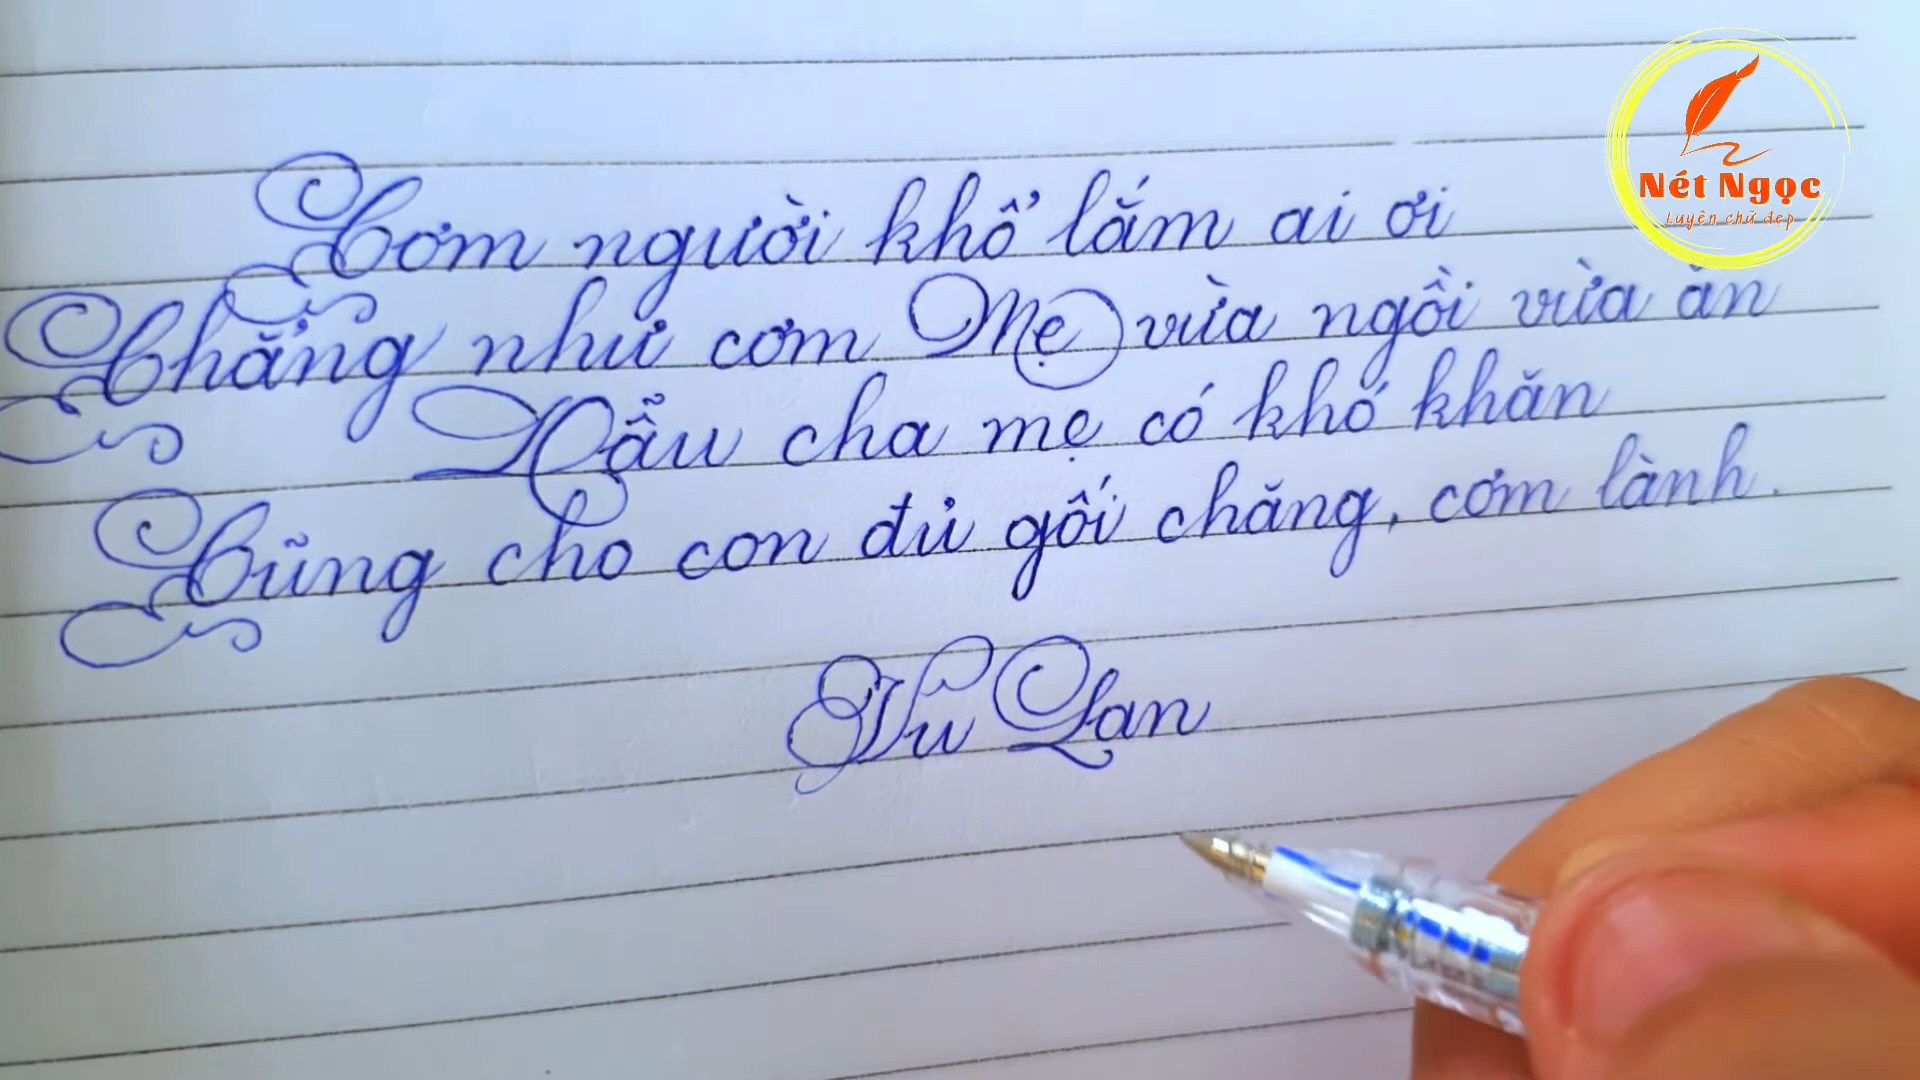 Cơm người khổ lắm ai ơi
Chẳng như cơm Mẹ vừa ngồi vừa ăn
Dẩu cha mẹ có khó khăn
Cũng cho con đủ gối chăng, cơm lành.
Vũ Lan
Nét Ngọc
Luyện chữ đẹp